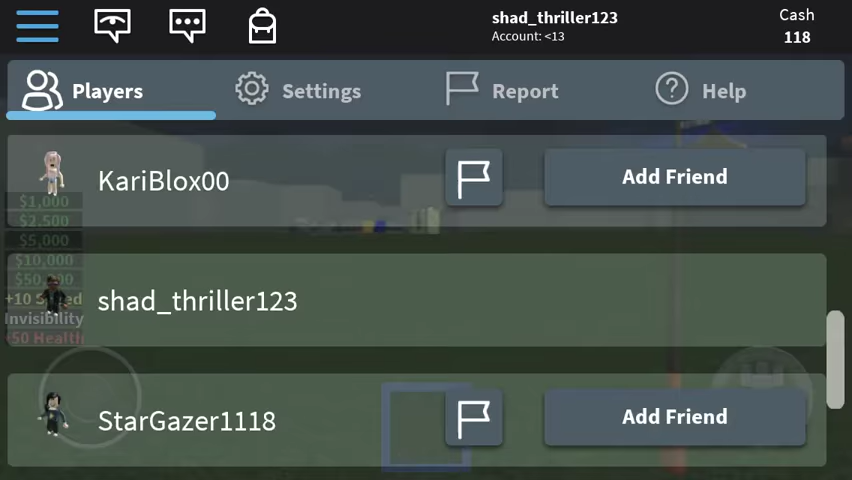 shad_thriller123
Account: <13
Cash
118
Players
Settings
Report
Help
KariBlox00
Add Friend
$1,000
$2,500
$5,000
$10,000
shad_thriller123
Invisibility
StarGazer1118
Add Friend